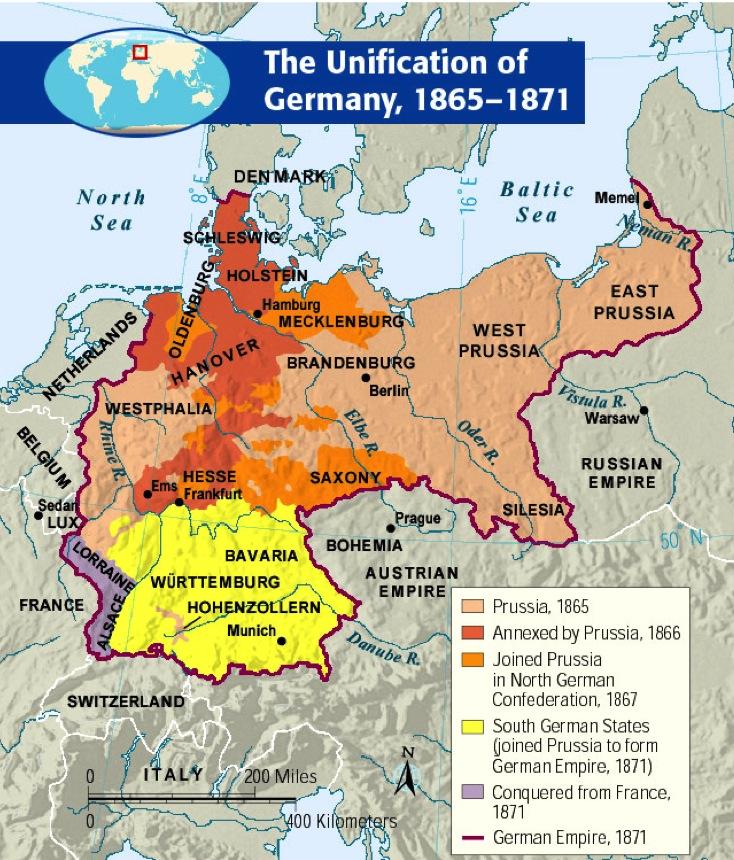 The Unification of
Germany, 1865–1871
DENMARK
North
Sea
8° E
16° E
Baltic
Sea
Memel
Neman R.
SCHLESWIG
HOLSTEIN
Hamburg
OLDENBURG
MECKLENBURG
EAST
PRUSSIA
WEST
PRUSSIA
NETHERLANDS
HANOVER
BRANDENBURG
Berlin
WESTPHALIA
Vistula R.
Warsaw
BELGIUM
Rhine R.
Elbe R.
Oder R.
RUSSIAN
EMPIRE
HESSE
SAXONY
Ems
Frankfurt
Sedan
LUX.
SILESIA
Prague
50° N
BOHEMIA
LORRAINE
BAVARIA
AUSTRIAN
EMPIRE
WÜRTTEMBURG
FRANCE
ALSACE
HOHENZOLLERN
Munich
Danube R.
SWITZERLAND
ITALY
0 200 Miles
0 400 Kilometers
N
Prussia, 1865
Annexed by Prussia, 1866
Joined Prussia
in North German
Confederation, 1867
South German States
(joined Prussia to form
German Empire, 1871)
Conquered from France,
1871
German Empire, 1871